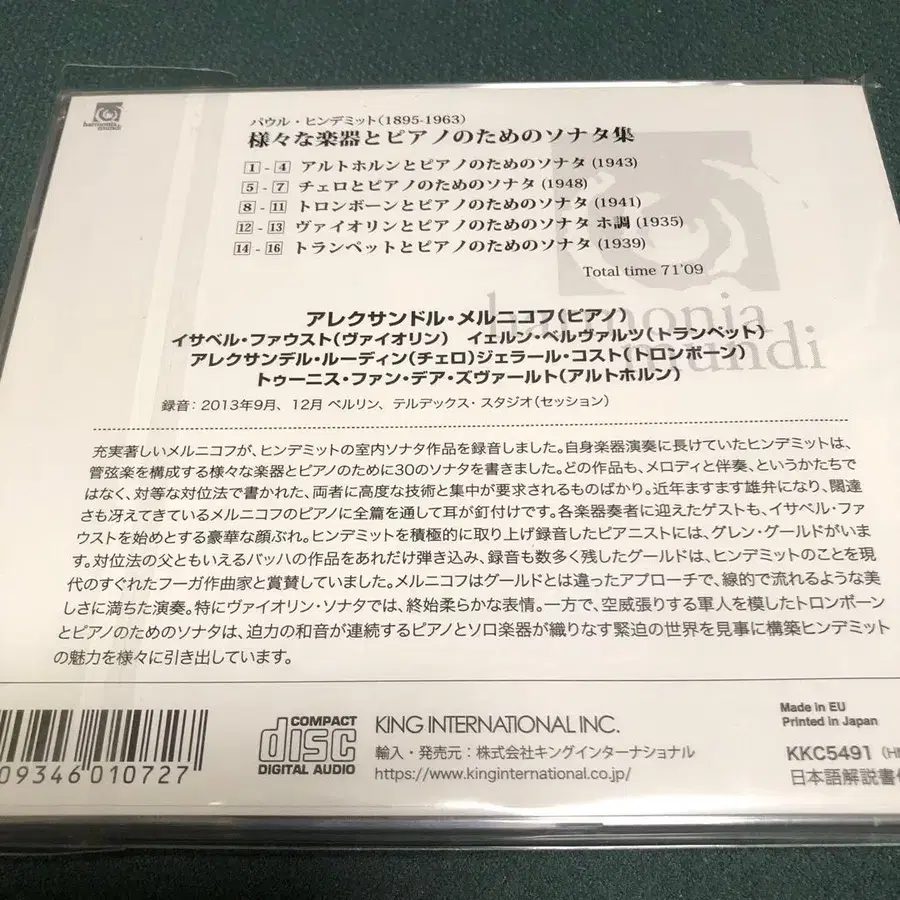 harmonia
mundi
パウル・ヒンデミット(1895-1963)
様々な楽器とピアノのためのソナタ集
1 - 4 アルトホルンとピアノのためのソナタ (1943)
5 - 7 チェロとピアノのためのソナタ (1948)
8 - 11 トロンボーンとピアノのためのソナタ (1941)
12 - 13 ヴァイオリンとピアノのためのソナタ ホ調 (1935)
14 - 16 トランペットとピアノのためのソナタ (1939)
Total time 71'09
harmonia
mundi
アレクサンドル・メルニコフ(ピアノ)
イサベル・ファウスト(ヴァイオリン) イェルン・ベルヴァルツ(トランペット)
アレクサンデル・ルーディン(チェロ)ジェラール・コスト(トロンボーン)
トゥーニス・ファン・デア・ズヴァールト(アルトホルン)
録音: 2013年9月、12月 ベルリン、テルデックス・スタジオ(セッション)
充実著しいメルニコフが、ヒンデミットの室内ソナタ作品を録音しました。自身楽器演奏に長けていたヒンデミットは、
管弦楽を構成する様々な楽器とピアノのために30のソナタを書きました。どの作品も、メロディと伴奏、というかたちで
はなく、対等な対位法で書かれた、両者に高度な技術と集中が要求されるものばかり。近年ますます雄弁になり、闊達
さも冴えてきているメルニコフのピアノに全篇を通して耳が釘付けです。各楽器奏者に迎えたゲストも、イサベル・ファ
ウストを始めとする豪華な顔ぶれ。ヒンデミットを積極的に取り上げ録音したピアニストには、グレン・グールドがいま
す。対位法の父ともいえるバッハの作品をあれだけ弾き込み、録音も数多く残したグールドは、ヒンデミットのことを現
代のすぐれたフーガ作曲家と賞賛していました。メルニコフはグールドとは違ったアプローチで、線的で流れるような美
しさに満ちた演奏。特にヴァイオリン・ソナタでは、終始柔らかな表情。一方で、空威張りする軍人を模したトロンボーン
とピアノのためのソナタは、迫力の和音が連続するピアノとソロ楽器が織りなす緊迫の世界を見事に構築ヒンデミット
の魅力を様々に引き出しています。
09346 010727
COMPACT
disc
DIGITAL AUDIO
KING INTERNATIONAL INC.
輸入・発売元：株式会社キングインターナショナル
https://www.kinginternational.co.jp/
Made in EU
Printed in Japan
KKC5491 (HM
日本語解説書付